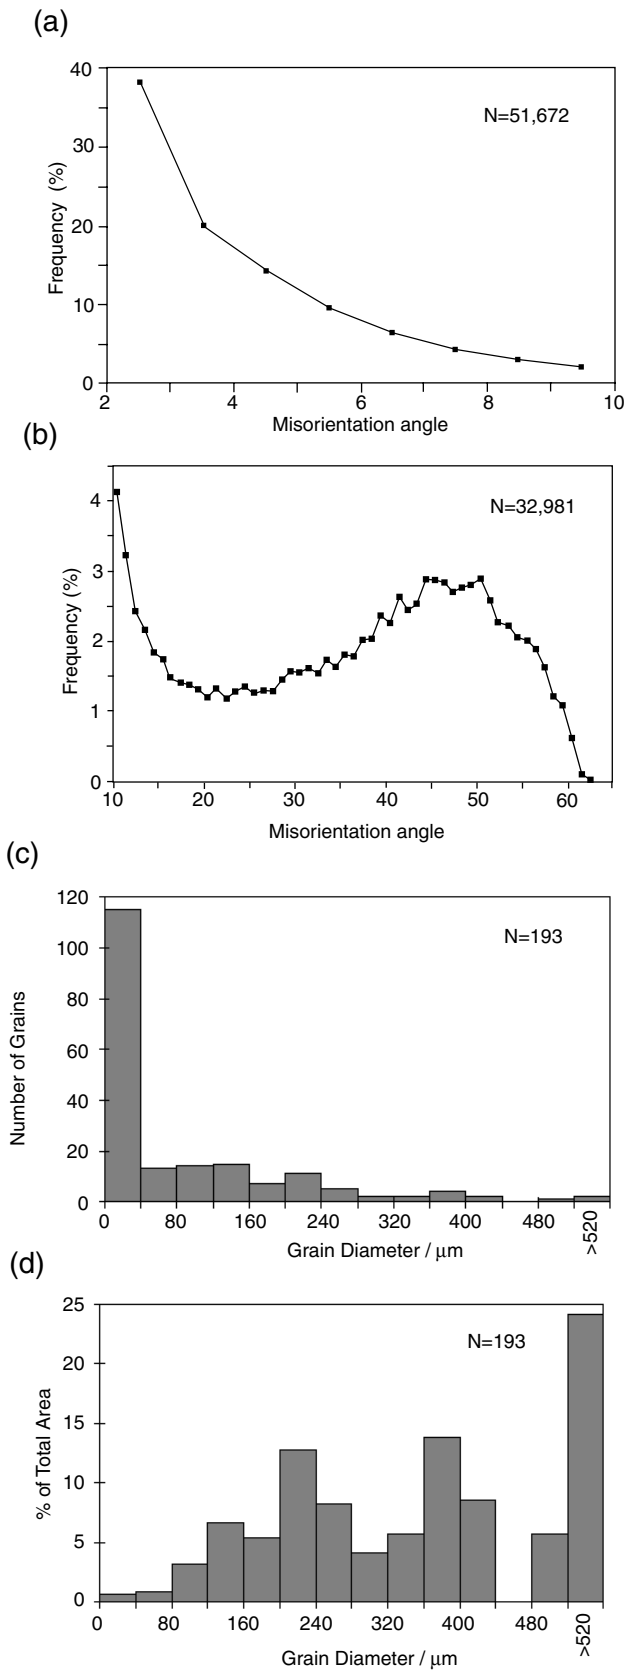 (a)
40
30
20
10
0
Frequency (%)
N=51,672
2 4 6 8 10
Misorientation angle
(b)
4
3
2
1
0
Frequency (%)
N=32,981
10 20 30 40 50 60
Misorientation angle
(c)
120
100
80
60
40
20
0
Number of Grains
N=193
0 80 160 240 320 400 480 >520
Grain Diameter / μm
(d)
25
20
15
10
5
0
% of Total Area
N=193
0 80 160 240 320 400 480 >520
Grain Diameter / μm